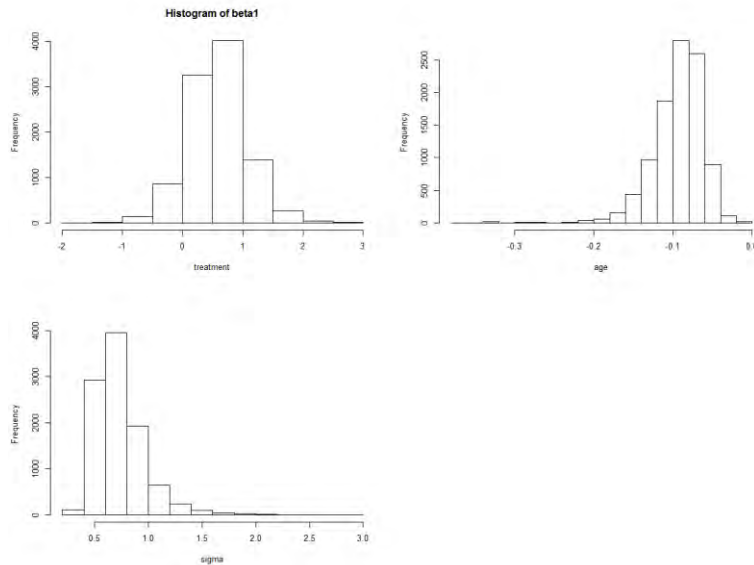 Histogram of beta1
4000
3000
2000
1000
0
Frequency
-2 -1 0 1 2 3
treatment
2500
1500
500
0
Frequency
-0.3 -0.2 -0.1 0.0
age
4000
3000
2000
1000
0
Frequency
0.5 1.0 1.5 2.0 2.5 3.0
sigma